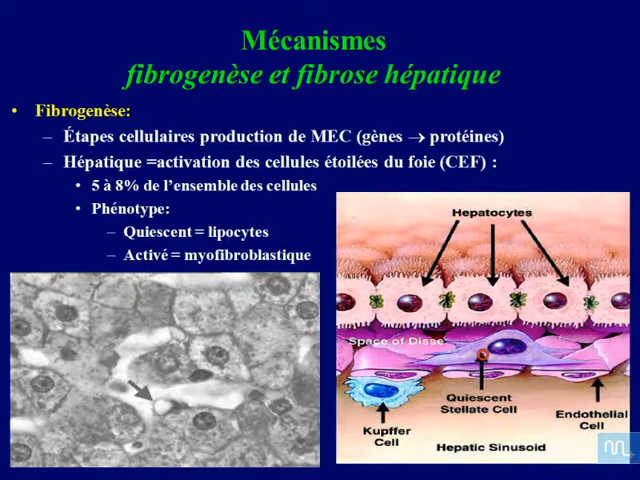 Mécanismes
fibrogenèse et fibrose hépatique
• Fibrogenèse:
– Étapes cellulaires production de MEC (gènes → protéines)
– Hépatique =activation des cellules étoilées du foie (CEF) :
• 5 à 8% de l’ensemble des cellules
• Phénotype:
– Quiescent = lipocytes
– Activé = myofibroblastique
Hepatocytes
Space of Disse
Quiescent
Stellate Cell
Endothelial
Cell
Kupffer
Cell
Hepatic Sinusoid